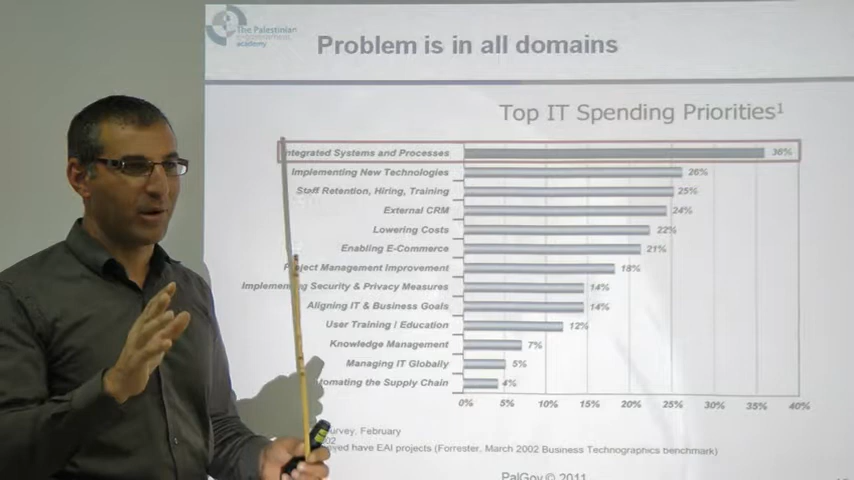 The Palestinian
academy
Problem is in all domains
Top IT Spending Priorities¹
Integrated Systems and Processes 36%
Implementing New Technologies 26%
Staff Retention, Hiring, Training 25%
External CRM 24%
Lowering Costs 22%
Enabling E-Commerce 21%
Project Management Improvement 18%
Implementing Security & Privacy Measures 14%
Aligning IT & Business Goals 14%
User Training / Education 12%
Knowledge Management 7%
Managing IT Globally 5%
Automating the Supply Chain 4%
0% 5% 10% 15% 20% 25% 30% 35% 40%
survey, February
have EAI projects (Forrester, March 2002 Business Technographics benchmark)
PalGov © 2011